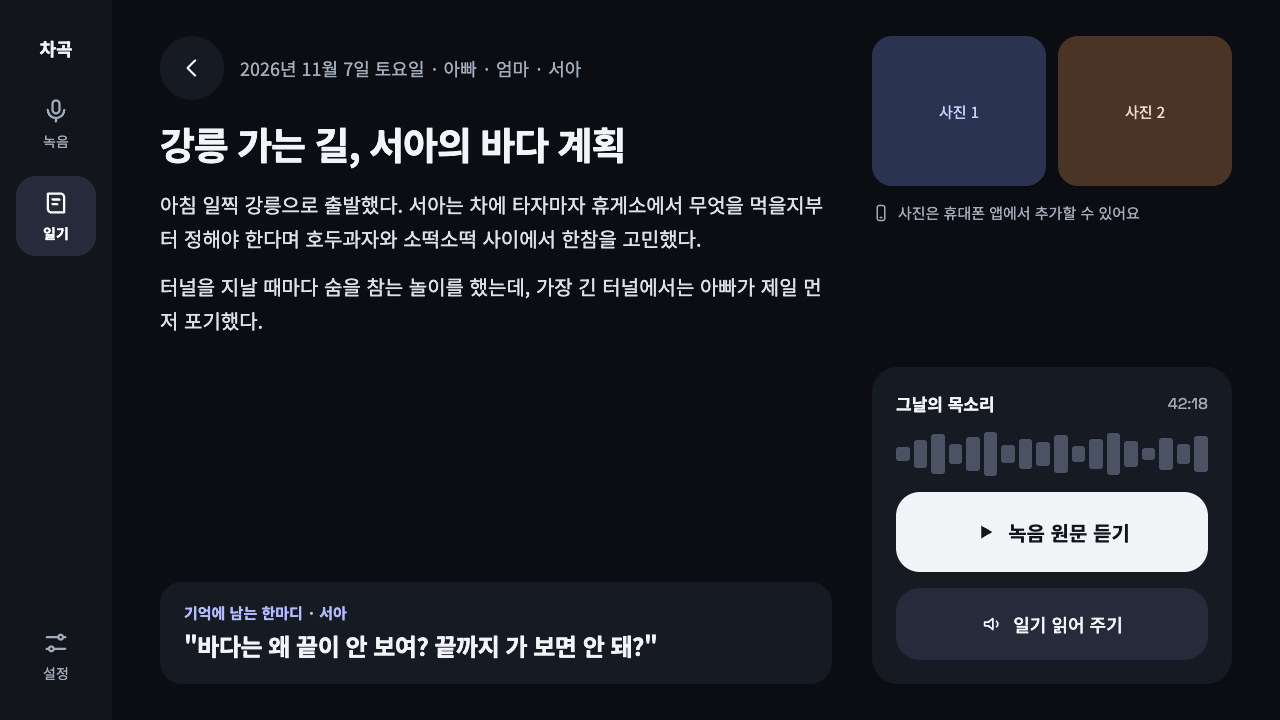 차곡
녹음
일기
설정
2026년 11월 7일 토요일 · 아빠 · 엄마 · 서아
강릉 가는 길, 서아의 바다 계획
아침 일찍 강릉으로 출발했다. 서아는 차에 타자마자 휴게소에서 무엇을 먹을지부
터 정해야 한다며 호두과자와 소떡소떡 사이에서 한참을 고민했다.
터널을 지날 때마다 숨을 참는 놀이를 했는데, 가장 긴 터널에서는 아빠가 제일 먼
저 포기했다.
기억에 남는 한마디 · 서아
"바다는 왜 끝이 안 보여? 끝까지 가 보면 안 돼?"
사진 1
사진 2
사진은 휴대폰 앱에서 추가할 수 있어요
그날의 목소리
42:18
녹음 원문 듣기
일기 읽어 주기